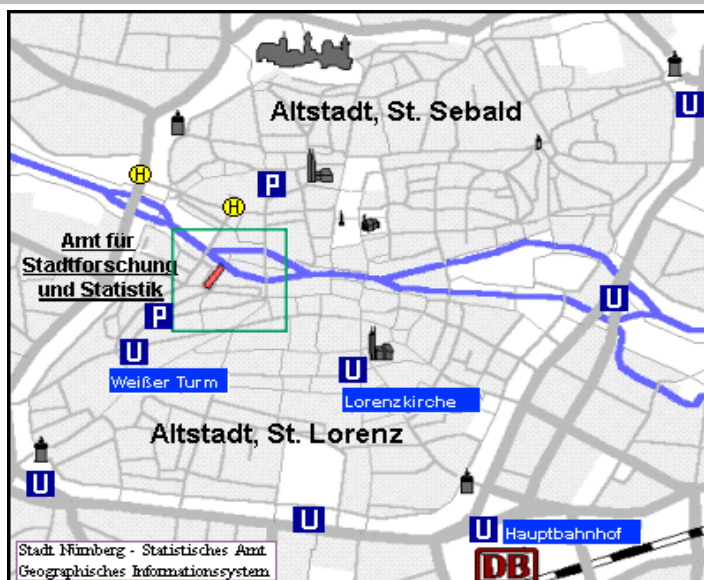 Altstadt, St. Sebald
U
H
P
H
Amt für
Stadtforschung
und Statistik
U
P
U
Weißer Turm
U
Lorenzkirche
Altstadt, St. Lorenz
U
U
U
Hauptbahnhof
Stadt Nürnberg - Statistisches Amt
Geographisches Informationssystem
DB